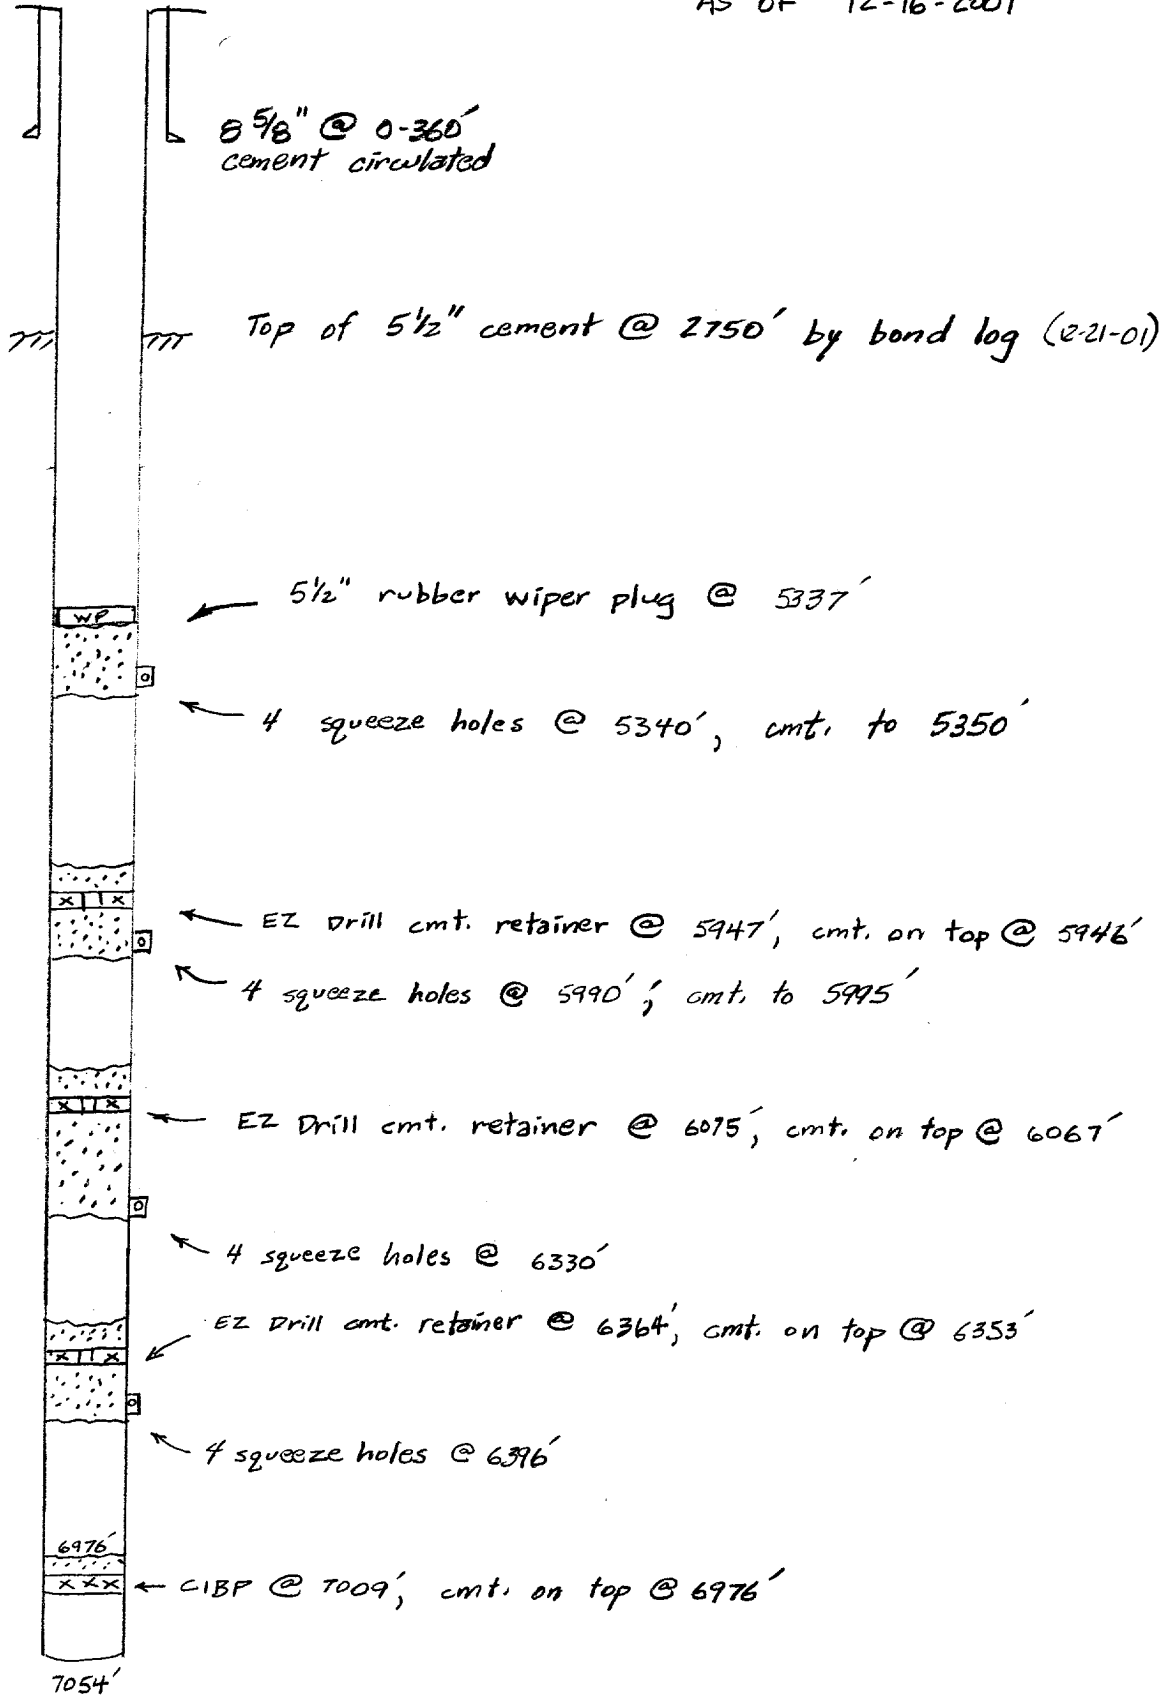 AS OF 12-16-2001
8 5/8" @ 0-360'
cement circulated
Top of 5 1/2" cement @ 2750' by bond log (2-21-01)
5 1/2" rubber wiper plug @ 5337'
WP
4 squeeze holes @ 5340', cmt. to 5350'
X X
EZ Drill cmt. retainer @ 5947', cmt. on top @ 5946'
4 squeeze holes @ 5990'; cmt. to 5995'
X X
EZ Drill cmt. retainer @ 6075', cmt. on top @ 6067'
4 squeeze holes @ 6330'
EZ Drill cmt. retainer @ 6364', cmt. on top @ 6353'
X X
4 squeeze holes @ 6396'
6976'
X X X
CIBP @ 7009', cmt. on top @ 6976'
7054'